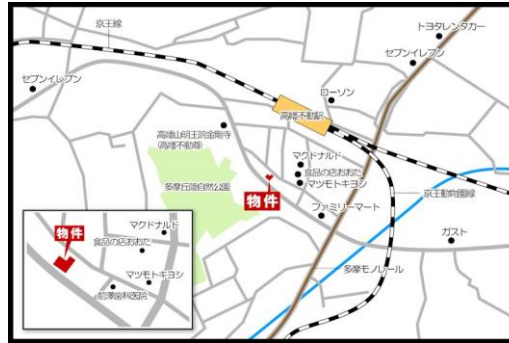 京王線
トヨタレンタカー
セブンイレブン
セブンイレブン
ローソン
高幡不動駅
高幡山明王院金剛寺
(高幡不動尊)
マクドナルド
食品の店おおた
マツモトキヨシ
多摩丘陵自然公園
物件
京王動物園線
ファミリーマート
ガスト
多摩モノレール
物件
マクドナルド
食品の店おおた
マツモトキヨシ
前澤歯科医院